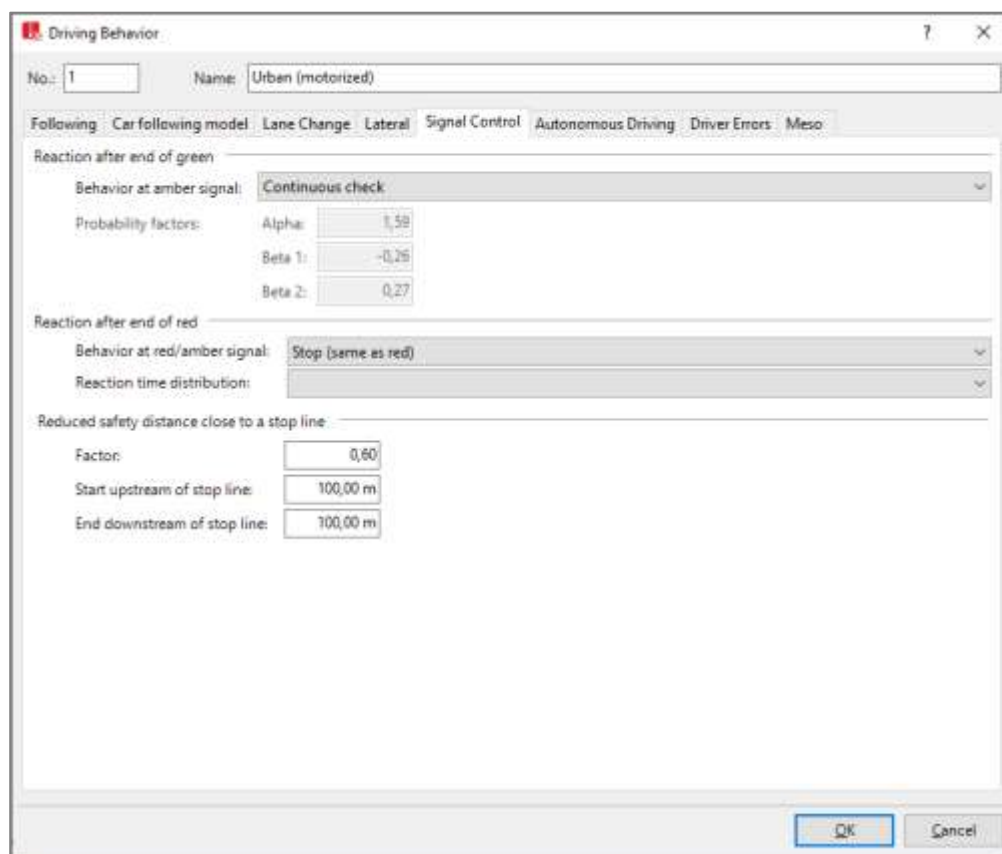 Driving Behavior ? ×
No.: 1 Name: Urban (motorized)
Following Car following model Lane Change Lateral Signal Control Autonomous Driving Driver Errors Meso
Reaction after end of green
Behavior at amber signal: Continuous check
Probability factors: Alpha: 1,59
Beta 1: -0,26
Beta 2: 0,27
Reaction after end of red
Behavior at red/amber signal: Stop (same as red)
Reaction time distribution:
Reduced safety distance close to a stop line
Factor: 0,60
Start upstream of stop line: 100,00 m
End downstream of stop line: 100,00 m
OK Cancel